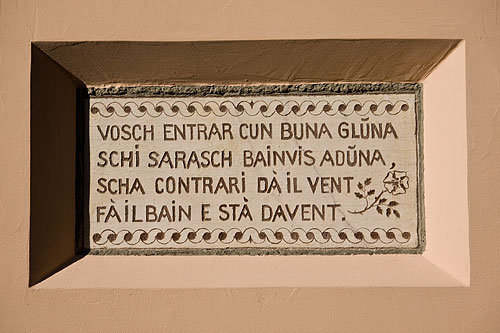 VOSCH ENTRAR CUN BUNA GLŪNA
SCHI SARASCH BAINVIS ADŪNA,
SCHA CONTRARI DÀ IL VENT
FÀ IL BAIN E STÀ DAVENT.